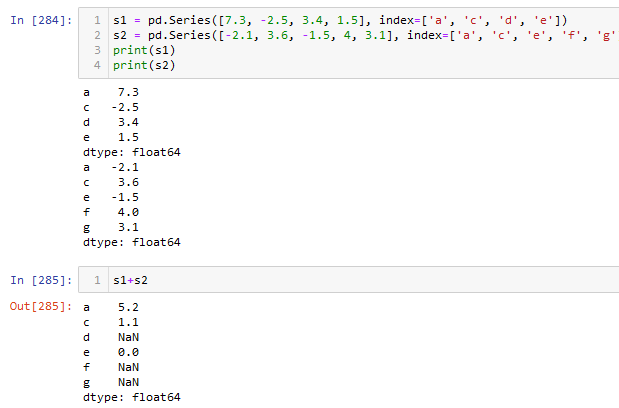 In [284]: 1 s1 = pd.Series([7.3, -2.5, 3.4, 1.5], index=['a', 'c', 'd', 'e'])
2 s2 = pd.Series([-2.1, 3.6, -1.5, 4, 3.1], index=['a', 'c', 'e', 'f', 'g'
3 print(s1)
4 print(s2)
a 7.3
c -2.5
d 3.4
e 1.5
dtype: float64
a -2.1
c 3.6
e -1.5
f 4.0
g 3.1
dtype: float64
In [285]: 1 s1+s2
Out[285]: a 5.2
c 1.1
d NaN
e 0.0
f NaN
g NaN
dtype: float64